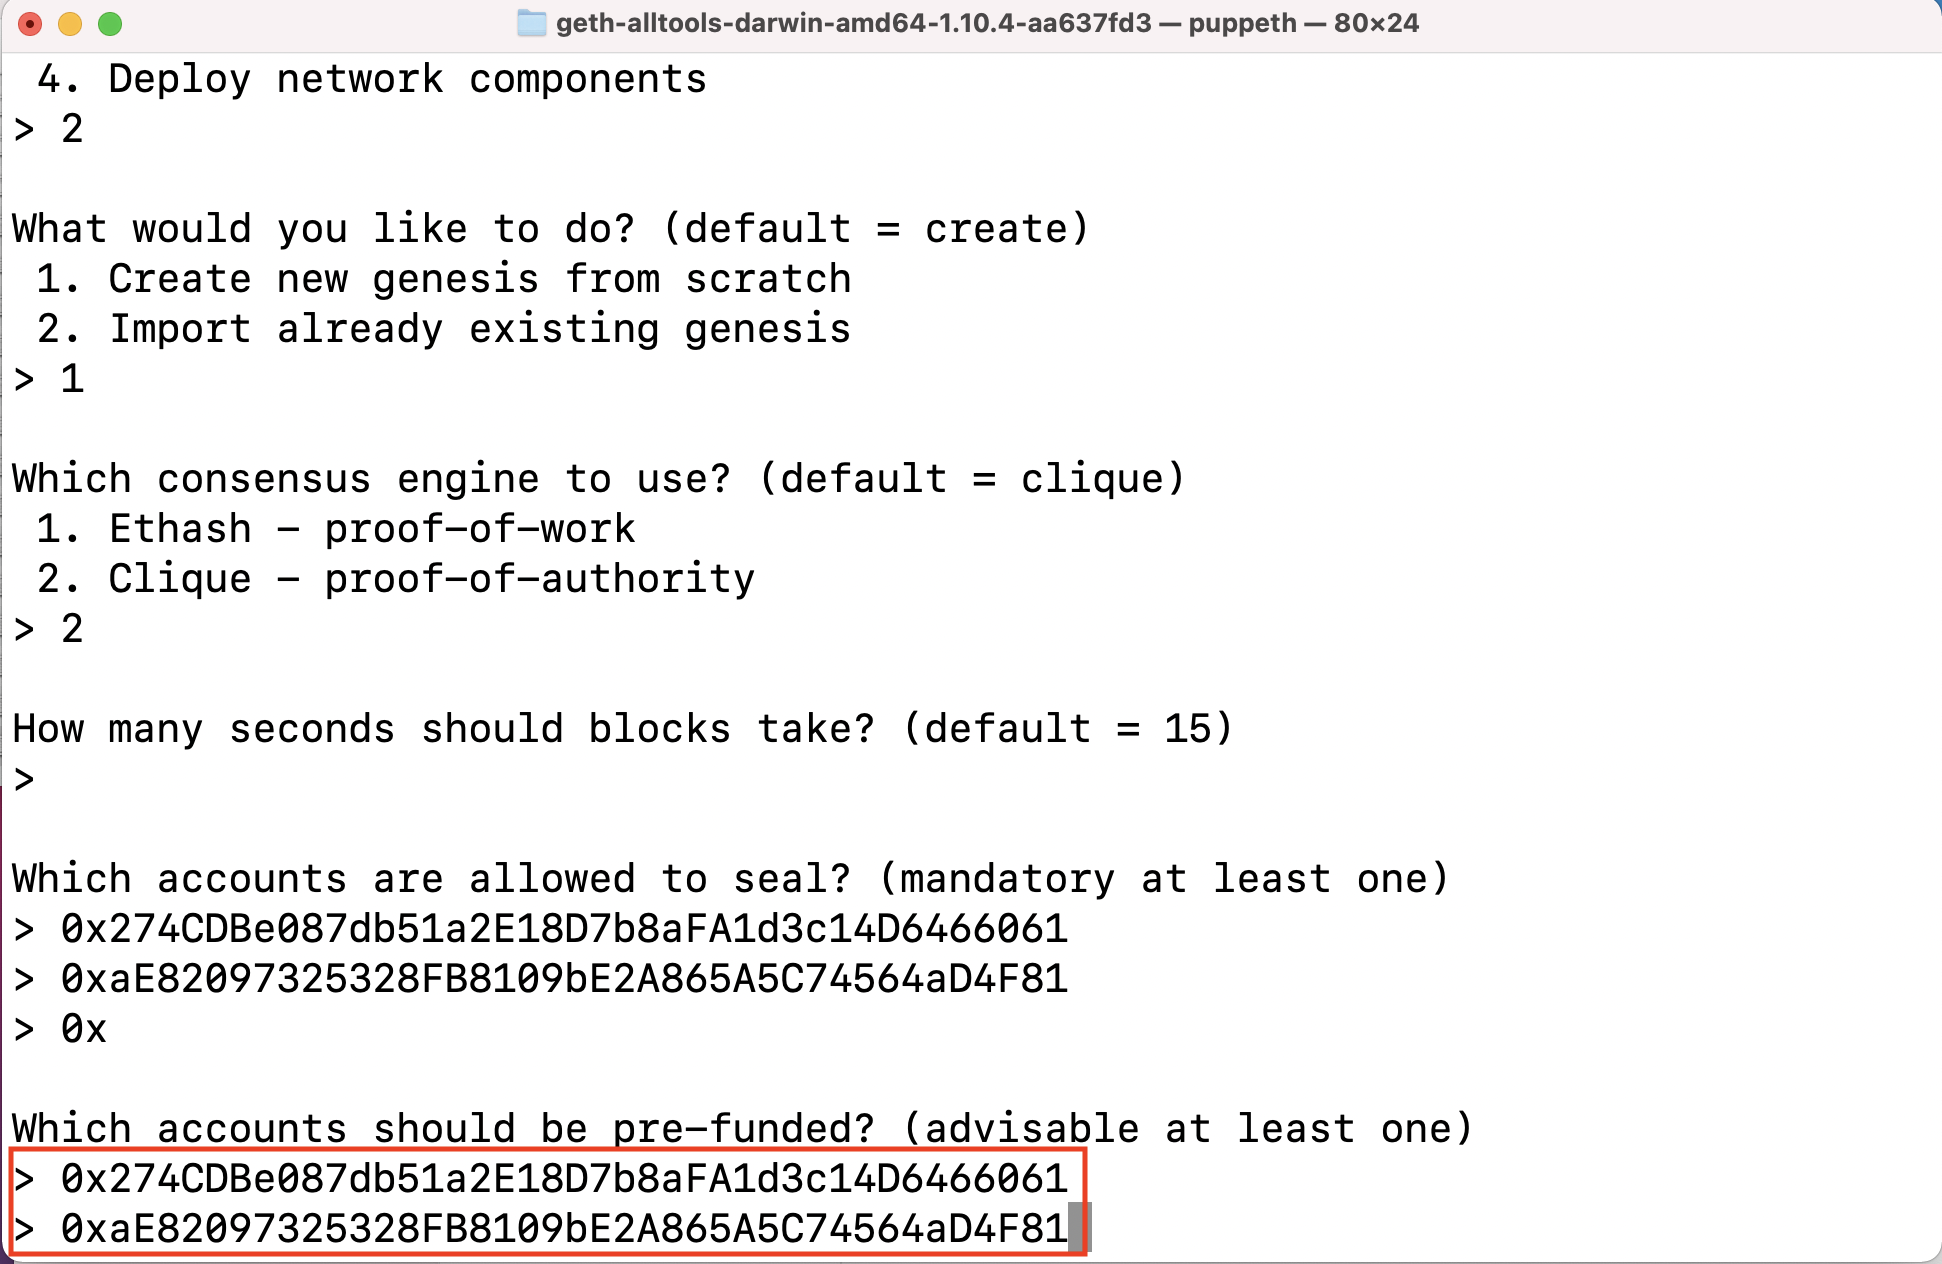 geth-alltools-darwin-amd64-1.10.4-aa637fd3 — puppeth — 80×24
4. Deploy network components
> 2
What would you like to do? (default = create)
1. Create new genesis from scratch
2. Import already existing genesis
> 1
Which consensus engine to use? (default = clique)
1. Ethash - proof-of-work
2. Clique - proof-of-authority
> 2
How many seconds should blocks take? (default = 15)
>
Which accounts are allowed to seal? (mandatory at least one)
> 0x274CDBe087db51a2E18D7b8aFA1d3c14D6466061
> 0xaE82097325328FB8109bE2A865A5C74564aD4F81
> 0x
Which accounts should be pre-funded? (advisable at least one)
> 0x274CDBe087db51a2E18D7b8aFA1d3c14D6466061
> 0xaE82097325328FB8109bE2A865A5C74564aD4F81